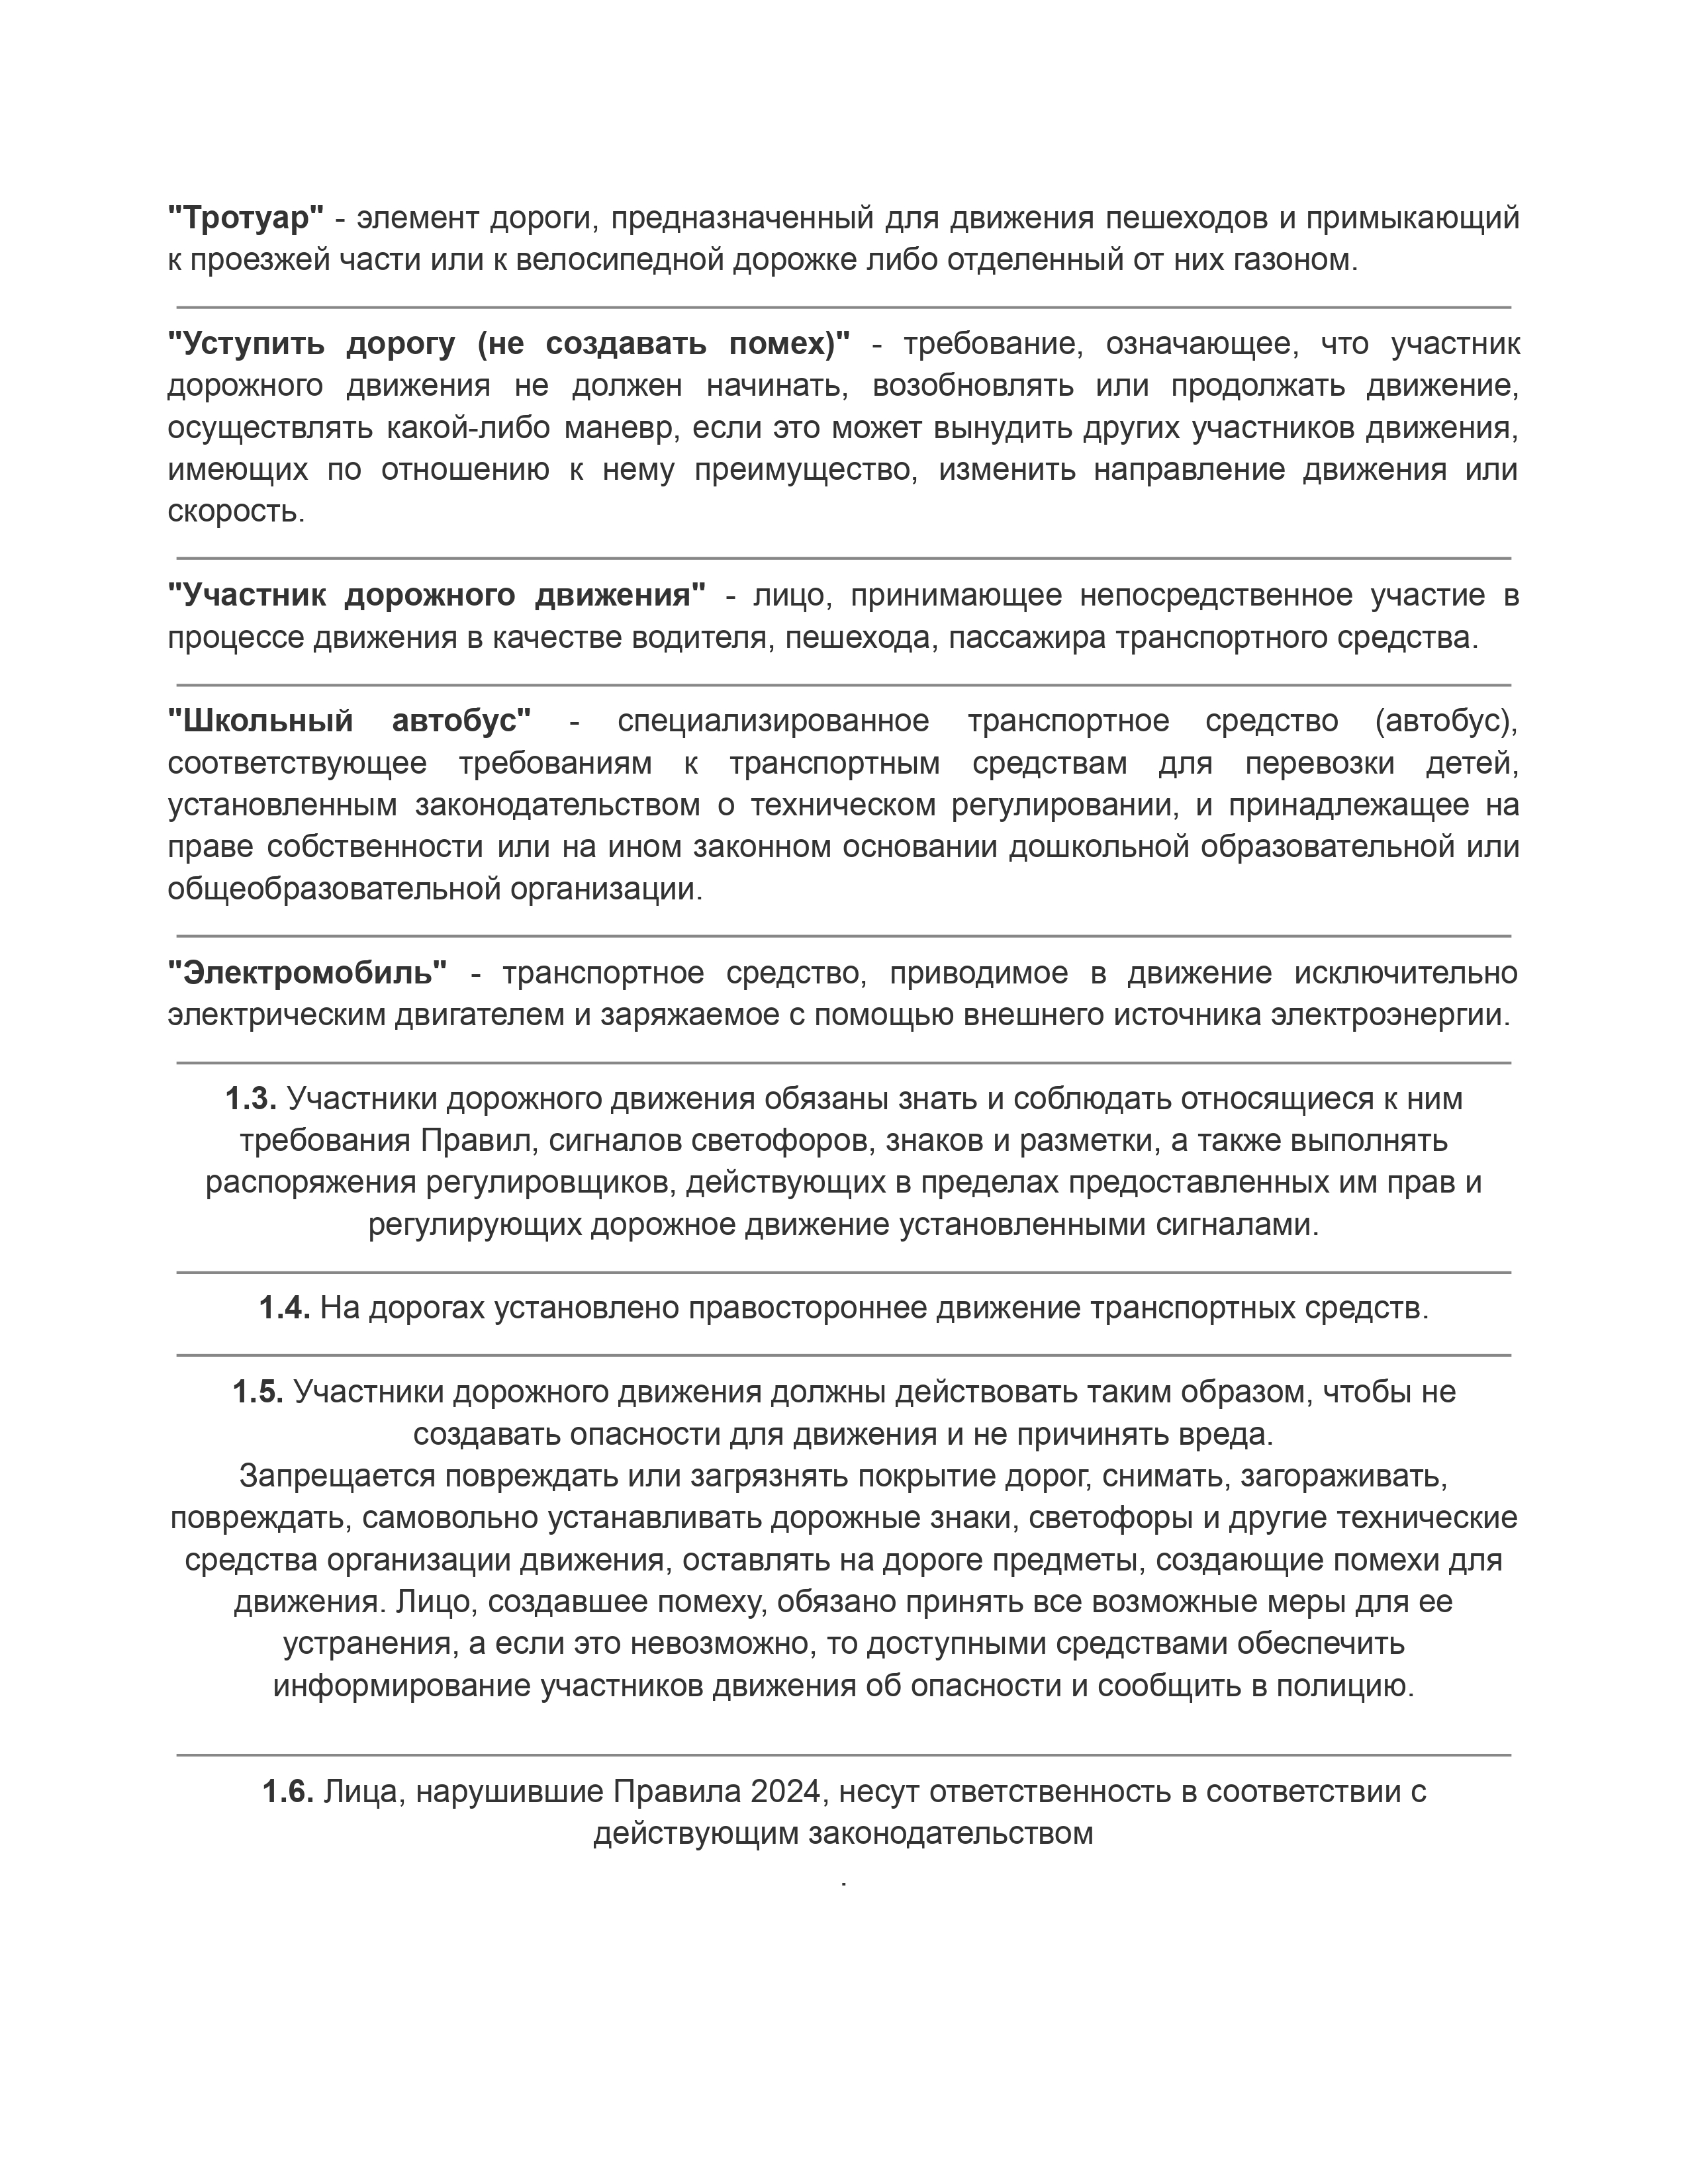 "Тротуар" - элемент дороги, предназначенный для движения пешеходов и примыкающий
к проезжей части или к велосипедной дорожке либо отделенный от них газоном.
"Уступить дорогу (не создавать помех)" - требование, означающее, что участник
дорожного движения не должен начинать, возобновлять или продолжать движение,
осуществлять какой-либо маневр, если это может вынудить других участников движения,
имеющих по отношению к нему преимущество, изменить направление движения или
скорость.
"Участник дорожного движения" - лицо, принимающее непосредственное участие в
процессе движения в качестве водителя, пешехода, пассажира транспортного средства.
"Школьный автобус" - специализированное транспортное средство (автобус),
соответствующее требованиям к транспортным средствам для перевозки детей,
установленным законодательством о техническом регулировании, и принадлежащее на
праве собственности или на ином законном основании дошкольной образовательной или
общеобразовательной организации.
"Электромобиль" - транспортное средство, приводимое в движение исключительно
электрическим двигателем и заряжаемое с помощью внешнего источника электроэнергии.
1.3. Участники дорожного движения обязаны знать и соблюдать относящиеся к ним
требования Правил, сигналов светофоров, знаков и разметки, а также выполнять
распоряжения регулировщиков, действующих в пределах предоставленных им прав и
регулирующих дорожное движение установленными сигналами.
1.4. На дорогах установлено правостороннее движение транспортных средств.
1.5. Участники дорожного движения должны действовать таким образом, чтобы не
создавать опасности для движения и не причинять вреда.
Запрещается повреждать или загрязнять покрытие дорог, снимать, загораживать,
повреждать, самовольно устанавливать дорожные знаки, светофоры и другие технические
средства организации движения, оставлять на дороге предметы, создающие помехи для
движения. Лицо, создавшее помеху, обязано принять все возможные меры для ее
устранения, а если это невозможно, то доступными средствами обеспечить
информирование участников движения об опасности и сообщить в полицию.
1.6. Лица, нарушившие Правила 2024, несут ответственность в соответствии с
действующим законодательством
.